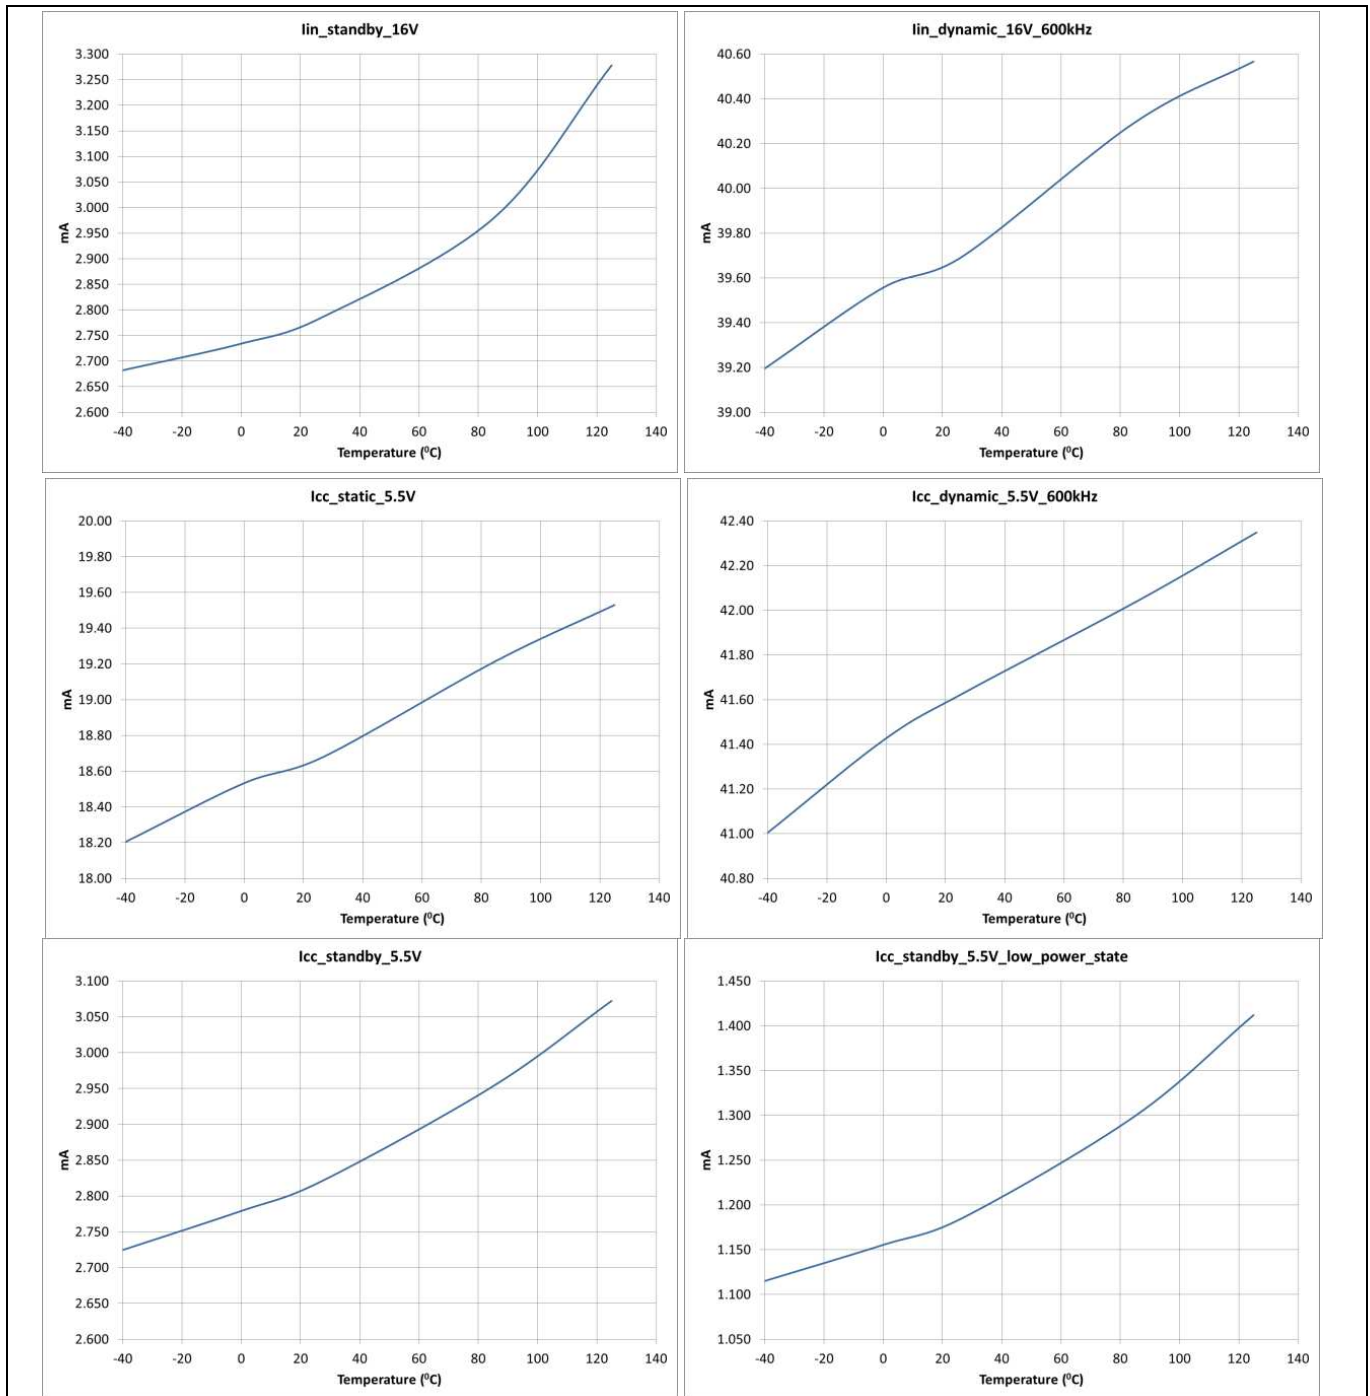 Iin_standby_16V
3.300
3.250
3.200
3.150
3.100
3.050
3.000
2.950
2.900
2.850
2.800
2.750
2.700
2.650
2.600
mA
-40 -20 0 20 40 60 80 100 120 140
Temperature (⁰C)
Iin_dynamic_16V_600kHz
40.60
40.40
40.20
40.00
39.80
39.60
39.40
39.20
39.00
mA
-40 -20 0 20 40 60 80 100 120 140
Temperature (⁰C)
Icc_static_5.5V
20.00
19.80
19.60
19.40
19.20
19.00
18.80
18.60
18.40
18.20
18.00
mA
-40 -20 0 20 40 60 80 100 120 140
Temperature (⁰C)
Icc_dynamic_5.5V_600kHz
42.40
42.20
42.00
41.80
41.60
41.40
41.20
41.00
40.80
mA
-40 -20 0 20 40 60 80 100 120 140
Temperature (⁰C)
Icc_standby_5.5V
3.100
3.050
3.000
2.950
2.900
2.850
2.800
2.750
2.700
2.650
2.600
mA
-40 -20 0 20 40 60 80 100 120 140
Temperature (⁰C)
Icc_standby_5.5V_low_power_state
1.450
1.400
1.350
1.300
1.250
1.200
1.150
1.100
1.050
mA
-40 -20 0 20 40 60 80 100 120 140
Temperature (⁰C)